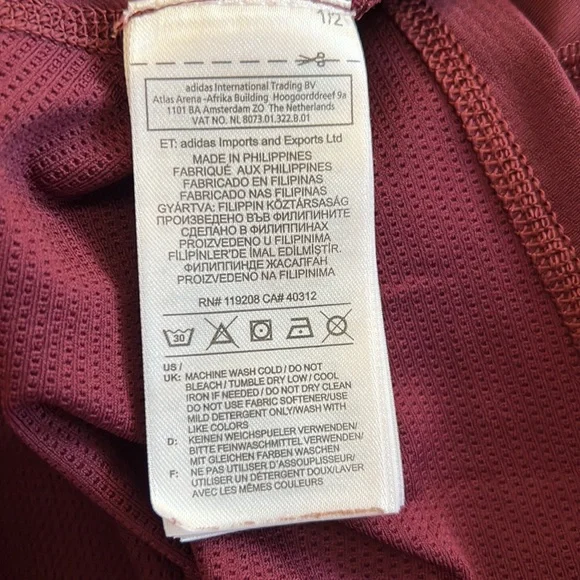 1/2
adidas International Trading BV
Atlas Arena -Afrika Building Hoogoorddreef 9a
1101 BA Amsterdam ZO The Netherlands
VAT NO. NL 8073.01.322.B.01
ET: adidas Imports and Exports Ltd
MADE IN PHILIPPINES
FABRIQUÉ AUX PHILIPPINES
FABRICADO EN FILIPINAS
FABRICADO NAS FILIPINAS
GYÁRTVA: FILIPPIN KÖZTÁRSASÁG
ПРОИЗВЕДЕНО ВЪВ ФИЛИПИНИТЕ
СДЕЛАНО В ФИЛИППИНАХ
PROIZVEDENO U FILIPINIMA
FİLİPİNLER'DE İMAL EDİLMİŞTİR.
ФИЛИППИНДЕ ЖАСАЛҒАН
PROIZVEDENO NA FILIPINIMA
RN# 119208 CA# 40312
30
US /
UK: MACHINE WASH COLD / DO NOT
BLEACH / TUMBLE DRY LOW / COOL
IRON IF NEEDED / DO NOT DRY CLEAN
DO NOT USE FABRIC SOFTENER/USE
MILD DETERGENT ONLY/WASH WITH
LIKE COLORS
D: KEINEN WEICHSPUELER VERWENDEN/
BITTE FEINWASCHMITTEL VERWENDEN/
MIT GLEICHEN FARBEN WASCHEN
F: NE PAS UTILISER D'ASSOUPLISSEUR/
UTILISER UN DÉTERGENT DOUX/LAVER
AVEC LES MÊMES COULEURS